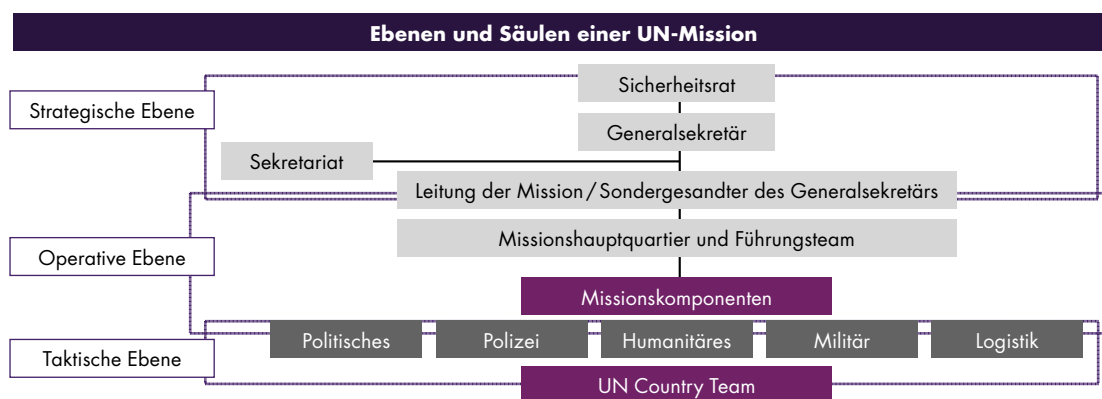 Ebenen und Säulen einer UN-Mission
Sicherheitsrat
Strategische Ebene
Generalsekretär
Sekretariat
Leitung der Mission / Sondergesandter des Generalsekretärs
Missionshauptquartier und Führungsteam
Operative Ebene
Missionskomponenten
Politisches
Polizei
Humanitäres
Militär
Logistik
Taktische Ebene
UN Country Team